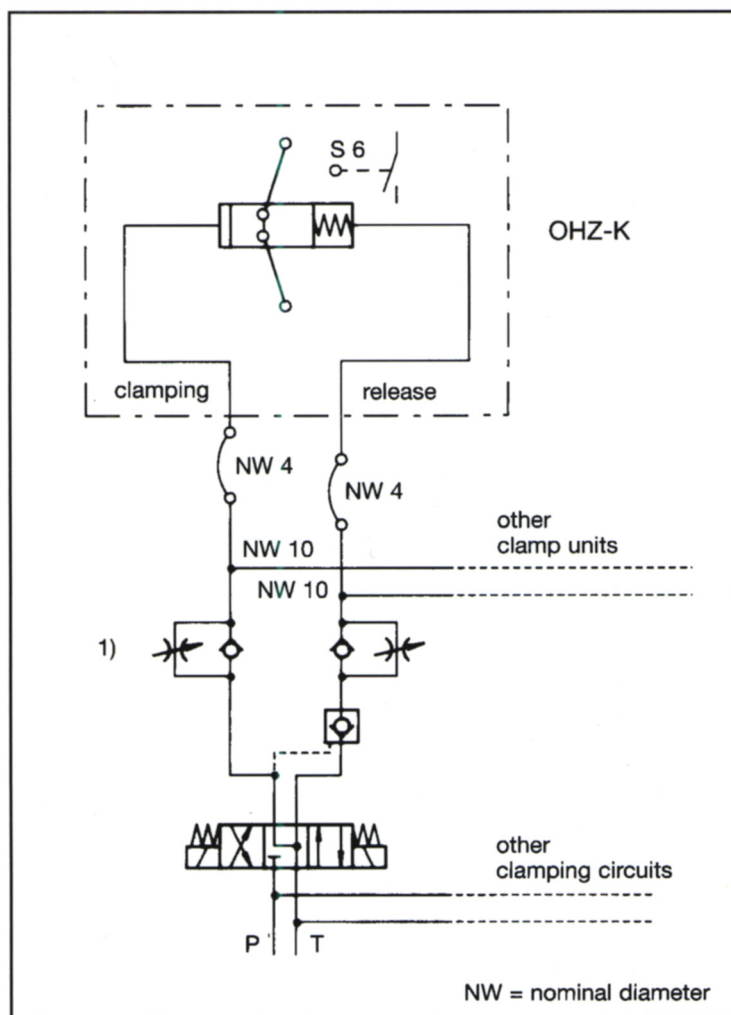 S 6
OHZ-K
clamping
release
NW 4
NW 4
other
clamp units
NW 10
NW 10
1)
other
clamping circuits
P
T
NW = nominal diameter